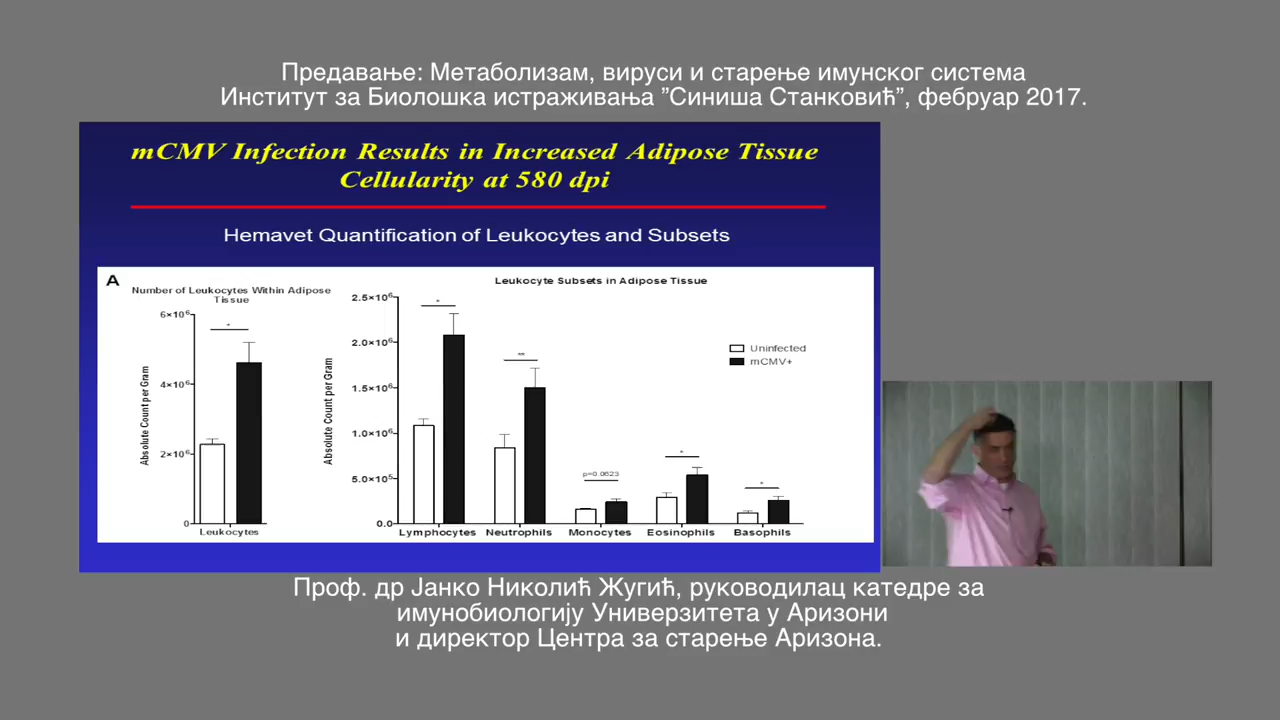 Предавање: Метаболизам, вируси и старење имунског система
Институт за Биолошка истраживања ”Синиша Станковић”, фебруар 2017.
mCMV Infection Results in Increased Adipose Tissue
Cellularity at 580 dpi
Hemavet Quantification of Leukocytes and Subsets
A
Number of Leukocytes Within Adipose
Tissue
Absolute Count per Gram
6×10⁶
4×10⁶
2×10⁶
0
*
Leukocytes
Leukocyte Subsets in Adipose Tissue
Absolute Count per Gram
2.5×10⁶
2.0×10⁶
1.5×10⁶
1.0×10⁶
5.0×10⁵
0.0
*
**
p=0.0623
*
*
Uninfected
mCMV+
Lymphocytes Neutrophils Monocytes Eosinophils Basophils
Проф. др Јанко Николић Жугић, руководилац катедре за
имунобиологију Универзитета у Аризони
и директор Центра за старење Аризона.